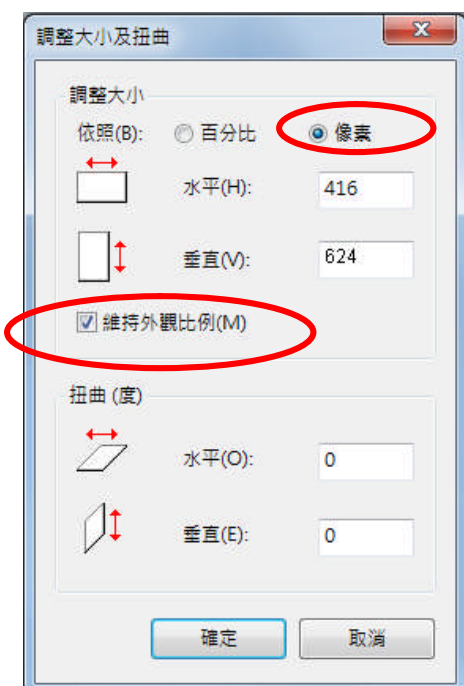 調整大小及扭曲
調整大小
依照(B): 百分比 像素
水平(H): 416
垂直(V): 624
維持外觀比例(M)
扭曲 (度)
水平(O): 0
垂直(E): 0
確定 取消